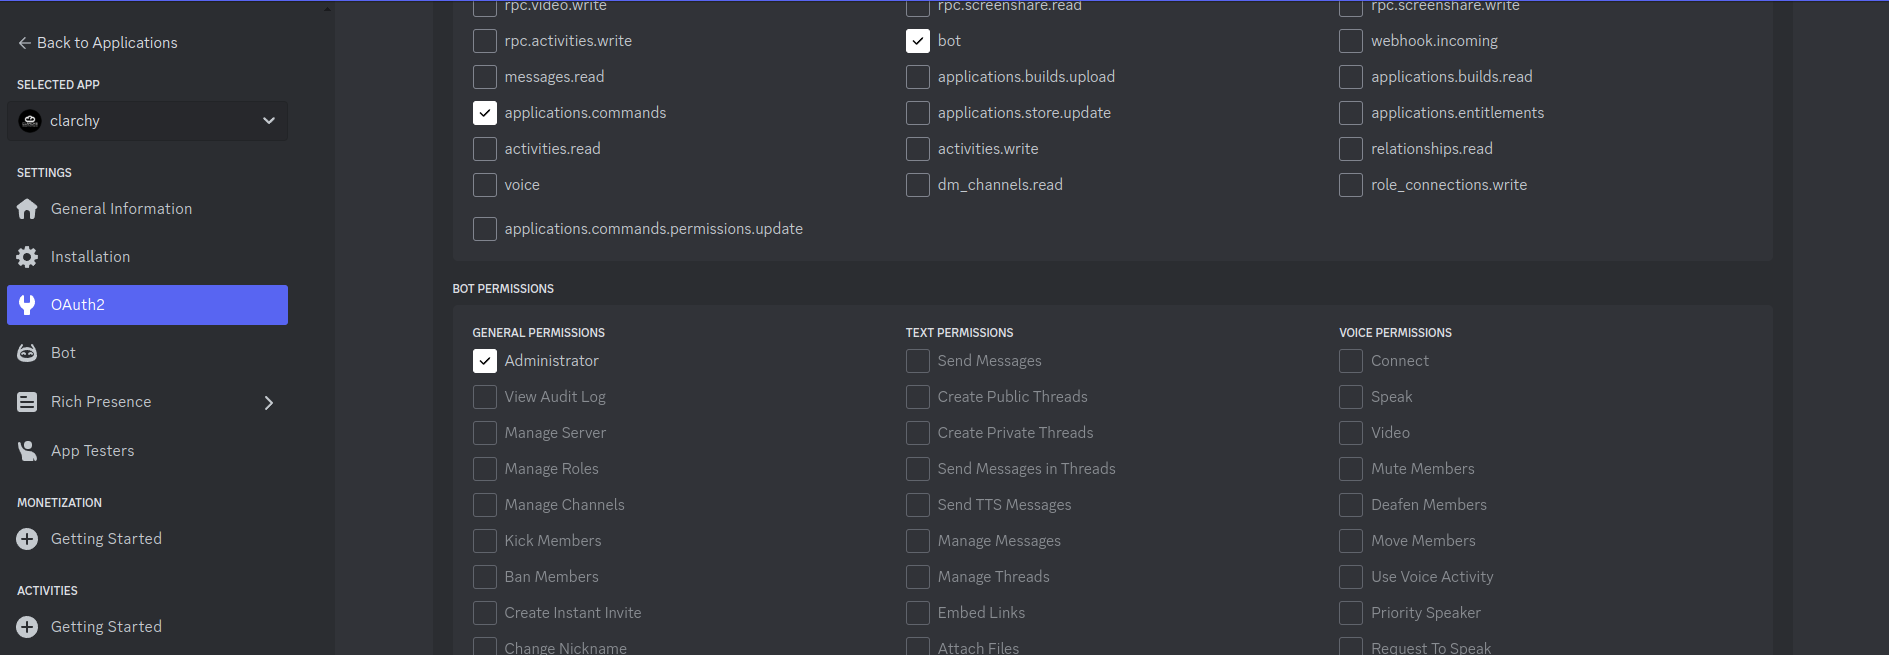 Back to Applications
SELECTED APP
clarchy
SETTINGS
General Information
Installation
OAuth2
Bot
Rich Presence
App Testers
MONETIZATION
Getting Started
ACTIVITIES
Getting Started
rpc.video.write
rpc.screenshare.read
rpc.screenshare.write
rpc.activities.write
bot
webhook.incoming
messages.read
applications.builds.upload
applications.builds.read
applications.commands
applications.store.update
applications.entitlements
activities.read
activities.write
relationships.read
voice
dm_channels.read
role_connections.write
applications.commands.permissions.update
BOT PERMISSIONS
GENERAL PERMISSIONS
Administrator
View Audit Log
Manage Server
Manage Roles
Manage Channels
Kick Members
Ban Members
Create Instant Invite
Change Nickname
TEXT PERMISSIONS
Send Messages
Create Public Threads
Create Private Threads
Send Messages in Threads
Send TTS Messages
Manage Messages
Manage Threads
Embed Links
Attach Files
VOICE PERMISSIONS
Connect
Speak
Video
Mute Members
Deafen Members
Move Members
Use Voice Activity
Priority Speaker
Request To Speak